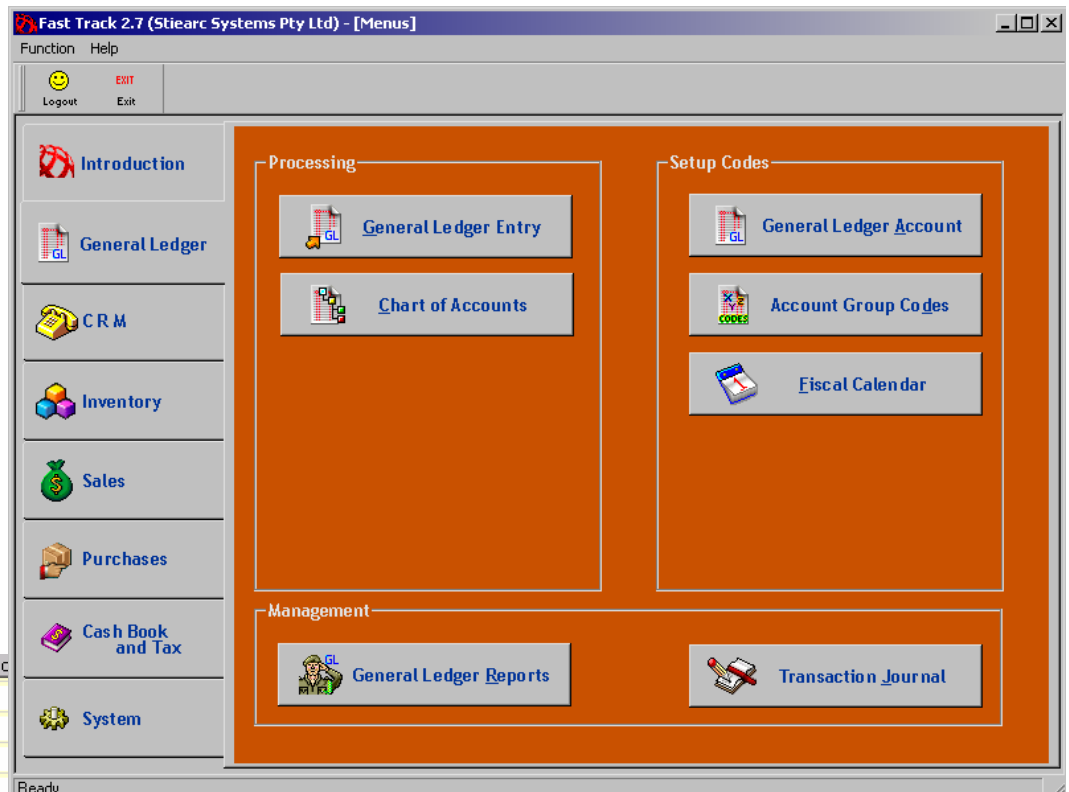 Fast Track 2.7 (Stiearc Systems Pty Ltd) - [Menus]
Function Help
EXIT
Logout Exit
Introduction
General Ledger
GL
C R M
Inventory
Sales
Purchases
Cash Book
and Tax
System
Processing
General Ledger Entry
GL
Chart of Accounts
Setup Codes
General Ledger Account
GL
Account Group Codes
X Y Z
CODES
Fiscal Calendar
Management
General Ledger Reports
GL
Transaction Journal
Ready